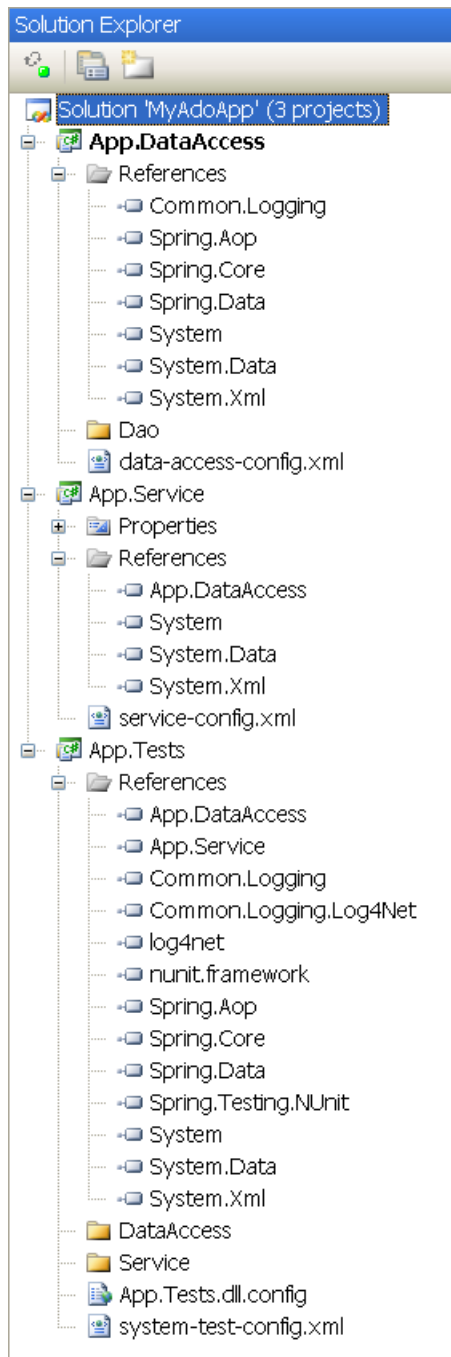 Solution Explorer
Solution 'MyAdoApp' (3 projects)
App.DataAccess
References
Common.Logging
Spring.Aop
Spring.Core
Spring.Data
System
System.Data
System.Xml
Dao
data-access-config.xml
App.Service
Properties
References
App.DataAccess
System
System.Data
System.Xml
service-config.xml
App.Tests
References
App.DataAccess
App.Service
Common.Logging
Common.Logging.Log4Net
log4net
nunit.framework
Spring.Aop
Spring.Core
Spring.Data
Spring.Testing.NUnit
System
System.Data
System.Xml
DataAccess
Service
App.Tests.dll.config
system-test-config.xml